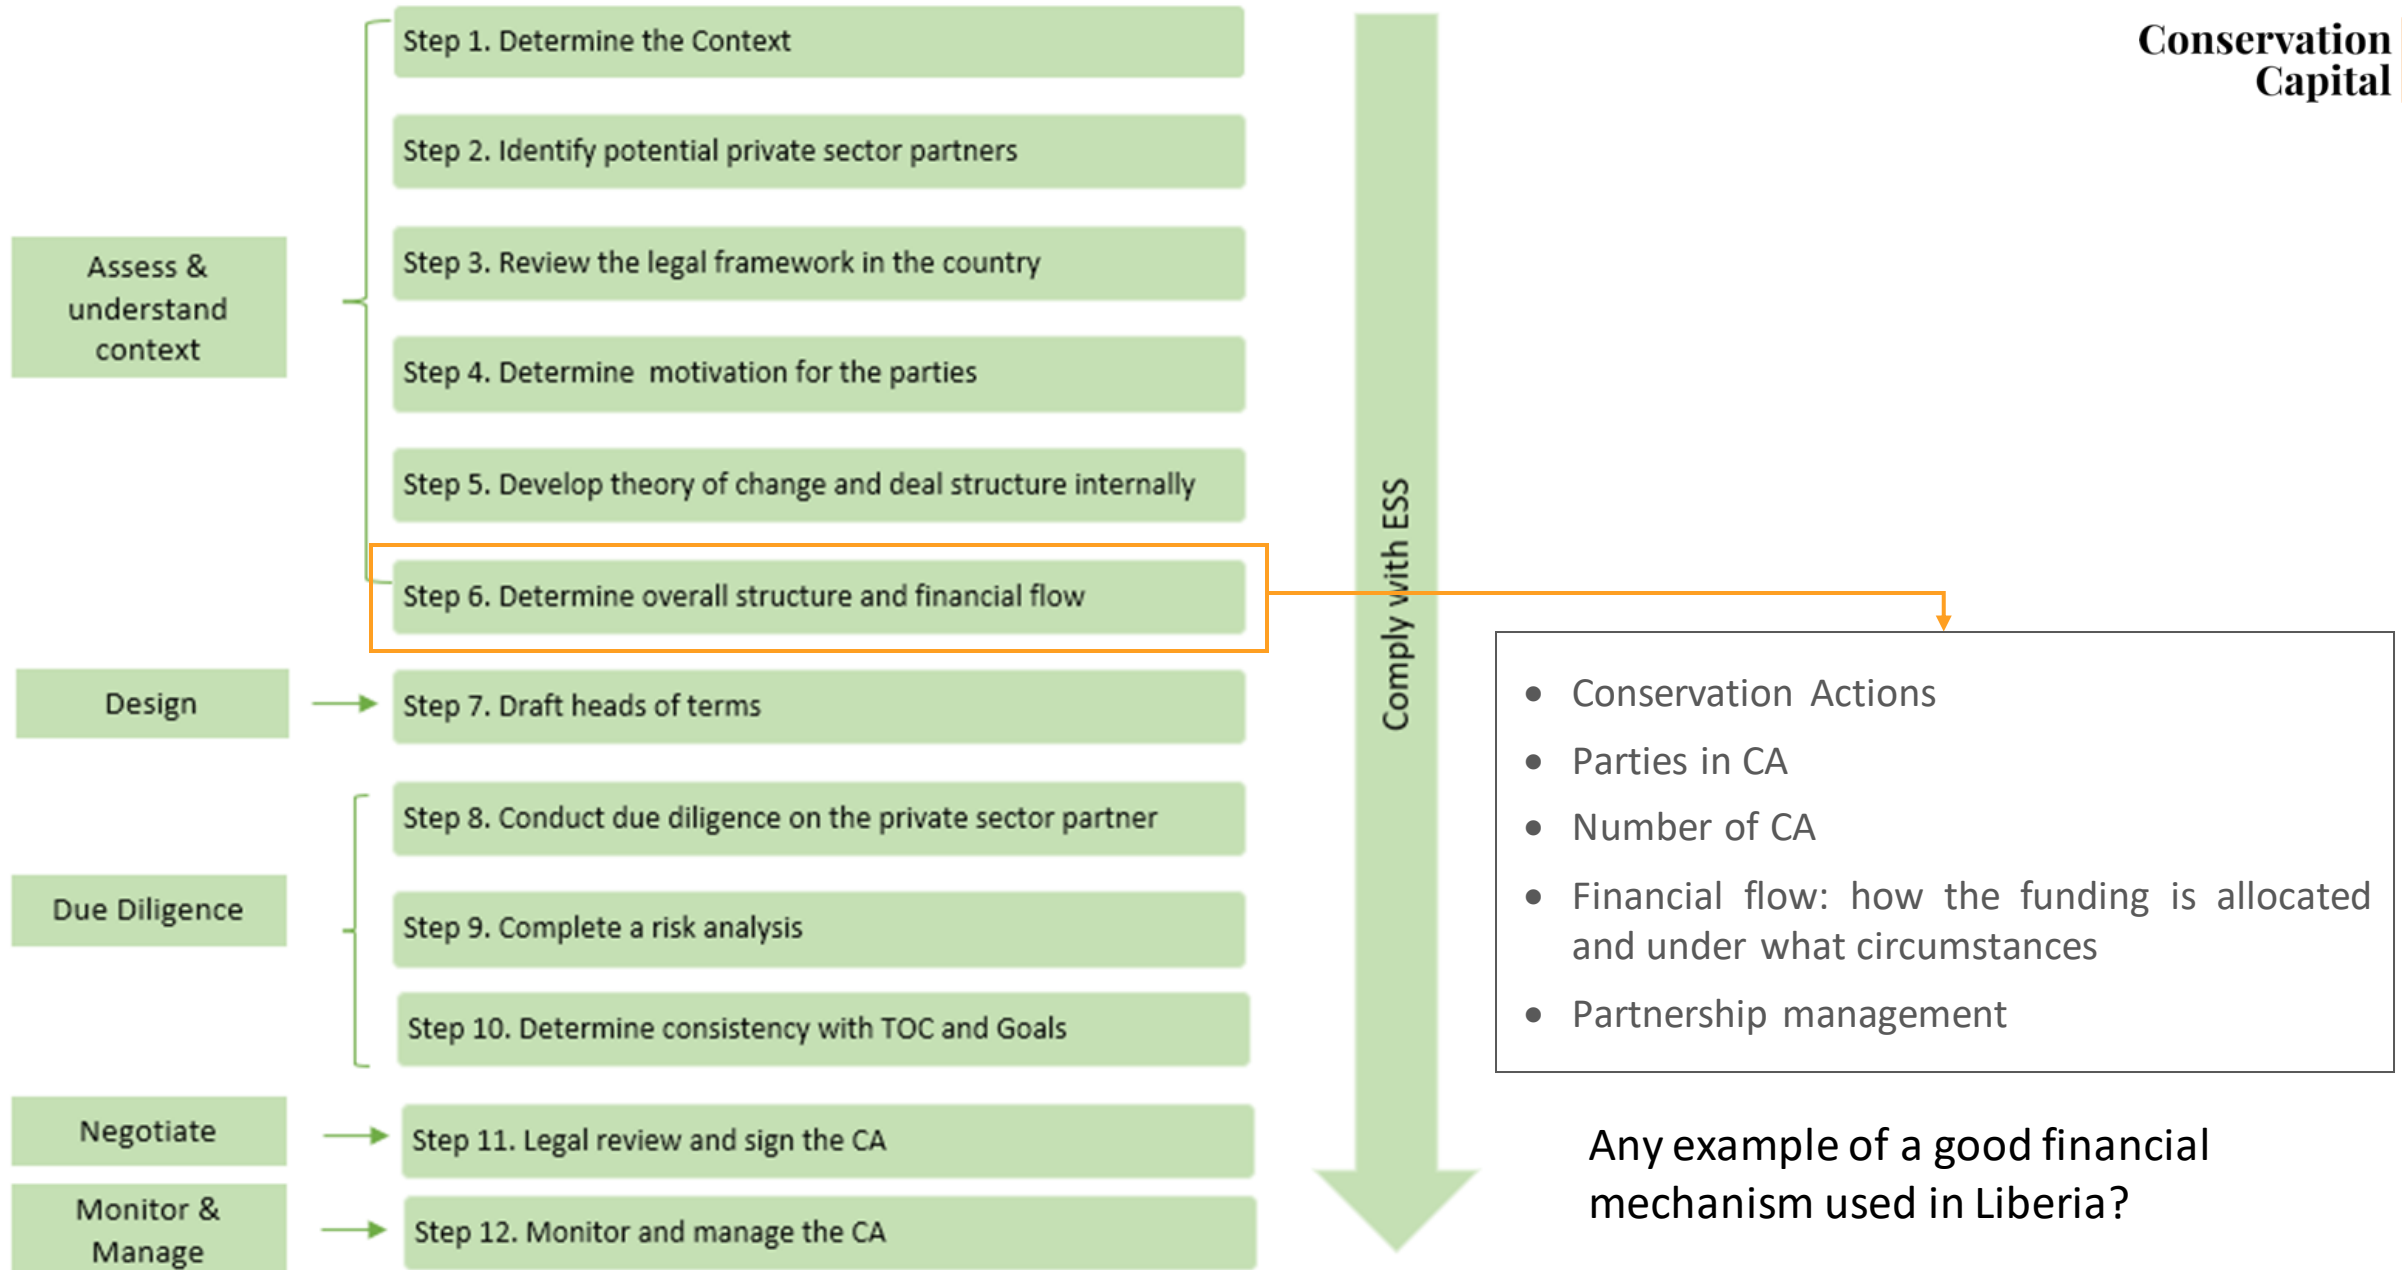 Conservation
Capital
Assess &
understand
context
Step 1. Determine the Context
Step 2. Identify potential private sector partners
Step 3. Review the legal framework in the country
Step 4. Determine  motivation for the parties
Step 5. Develop theory of change and deal structure internally
Step 6. Determine overall structure and financial flow
Design
Step 7. Draft heads of terms
Due Diligence
Step 8. Conduct due diligence on the private sector partner
Step 9. Complete a risk analysis
Step 10. Determine consistency with TOC and Goals
Negotiate
Step 11. Legal review and sign the CA
Monitor &
Manage
Step 12. Monitor and manage the CA
Comply with ESS
• Conservation Actions
• Parties in CA
• Number of CA
• Financial flow: how the funding is allocated
and under what circumstances
• Partnership management
Any example of a good financial
mechanism used in Liberia?